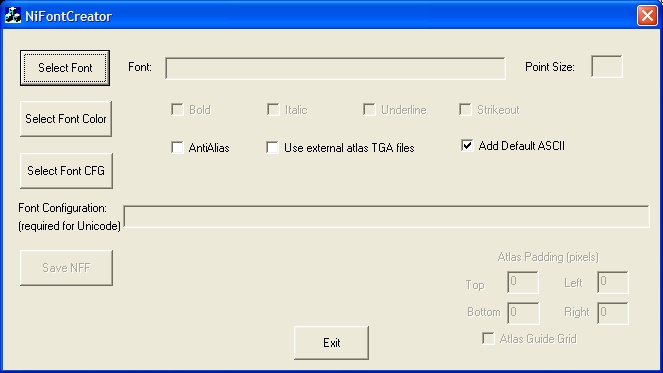 NiFontCreator
Select Font Font: Point Size:
Bold Italic Underline Strikeout
Select Font Color
AntiAlias Use external atlas TGA files Add Default ASCII
Select Font CFG
Font Configuration:
(required for Unicode)
Save NFF
Atlas Padding (pixels)
Top 0 Left 0
Bottom 0 Right 0
Atlas Guide Grid
Exit